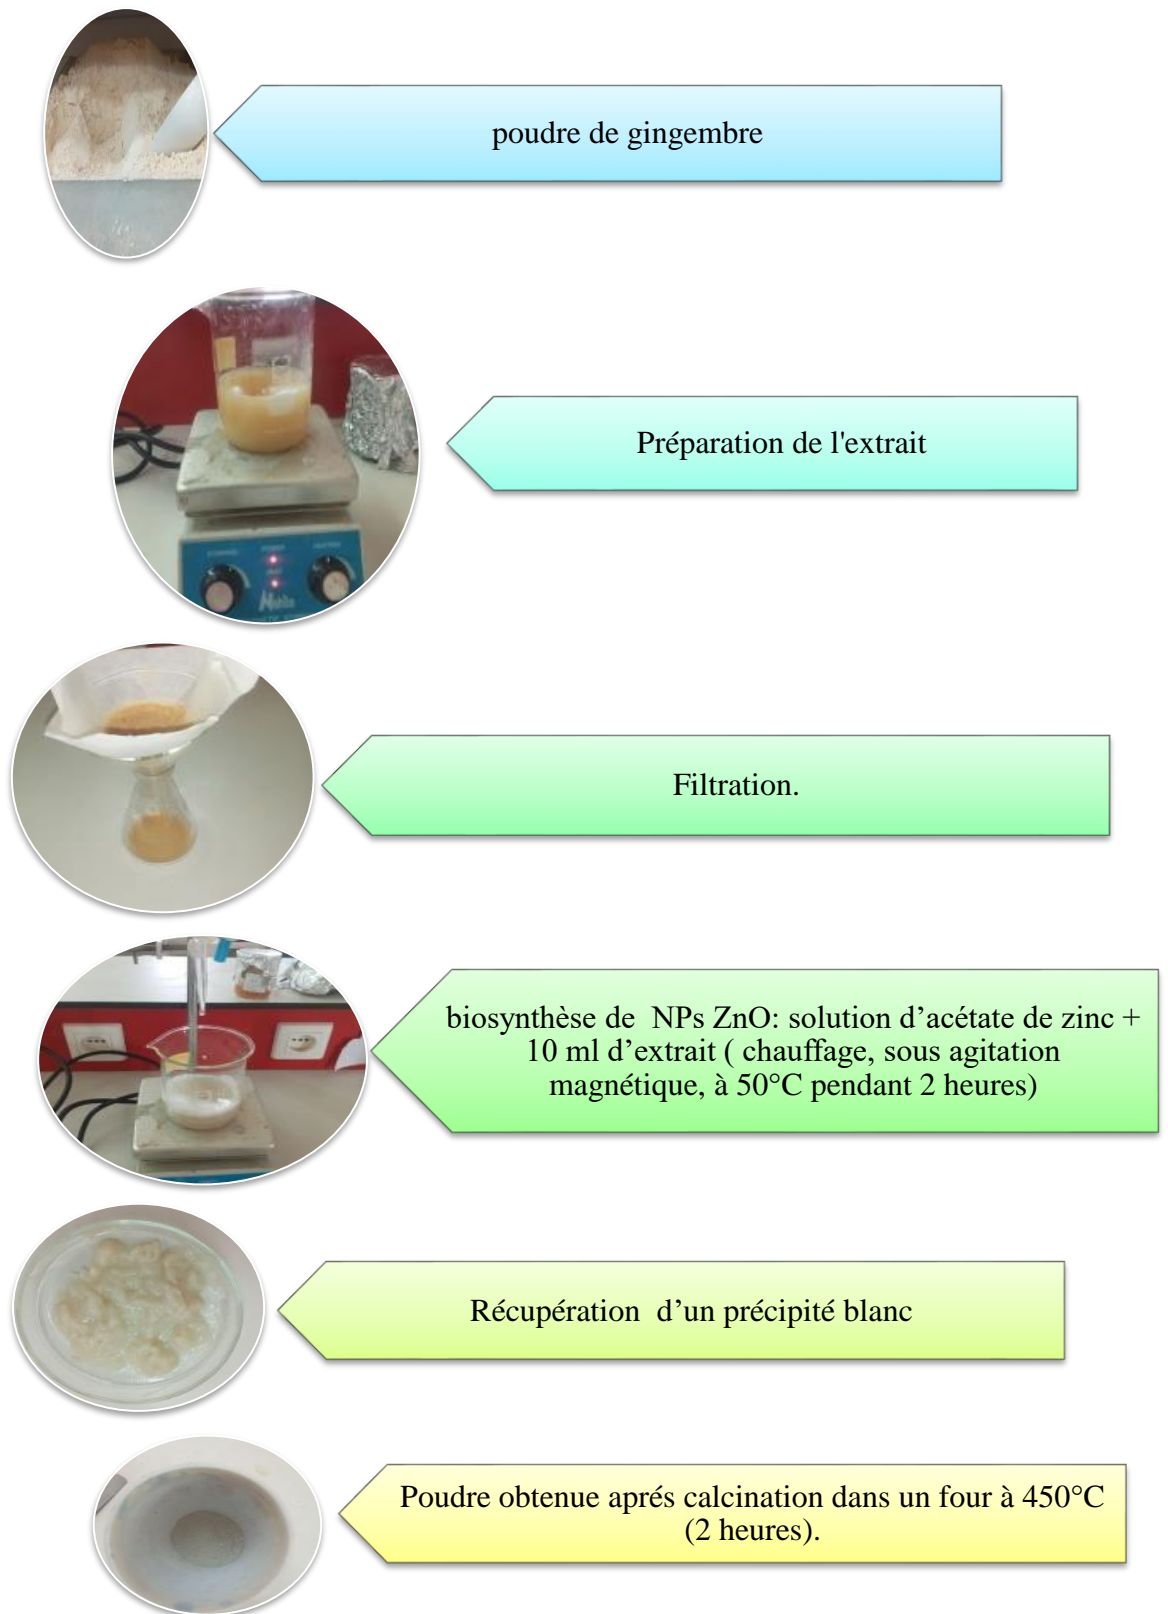 poudre de gingembre
Préparation de l'extrait
Filtration.
biosynthèse de NPs ZnO: solution d’acétate de zinc +
10 ml d’extrait ( chauffage, sous agitation
magnétique, à 50°C pendant 2 heures)
Récupération d’un précipité blanc
Poudre obtenue aprés calcination dans un four à 450°C
(2 heures).